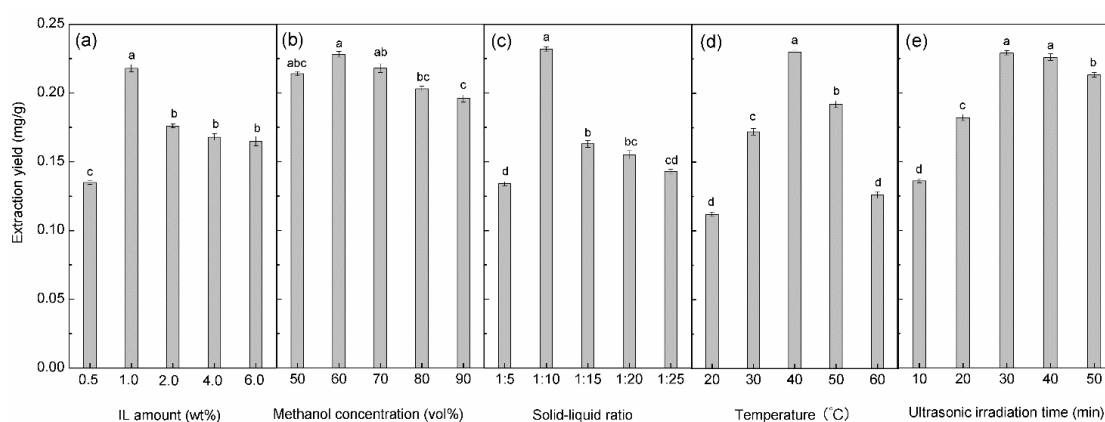 Extraction yield (mg/g)
0.25
0.20
0.15
0.10
0.05
0.00
(a)
c
a
b
b
b
0.5 1.0 2.0 4.0 6.0
IL amount (wt%)
(b)
abc
a
ab
bc
c
50 60 70 80 90
Methanol concentration (vol%)
(c)
d
a
b
bc
cd
1:5 1:10 1:15 1:20 1:25
Solid-liquid ratio
(d)
d
c
a
b
d
20 30 40 50 60
Temperature (°C)
(e)
d
c
a
a
b
10 20 30 40 50
Ultrasonic irradiation time (min)